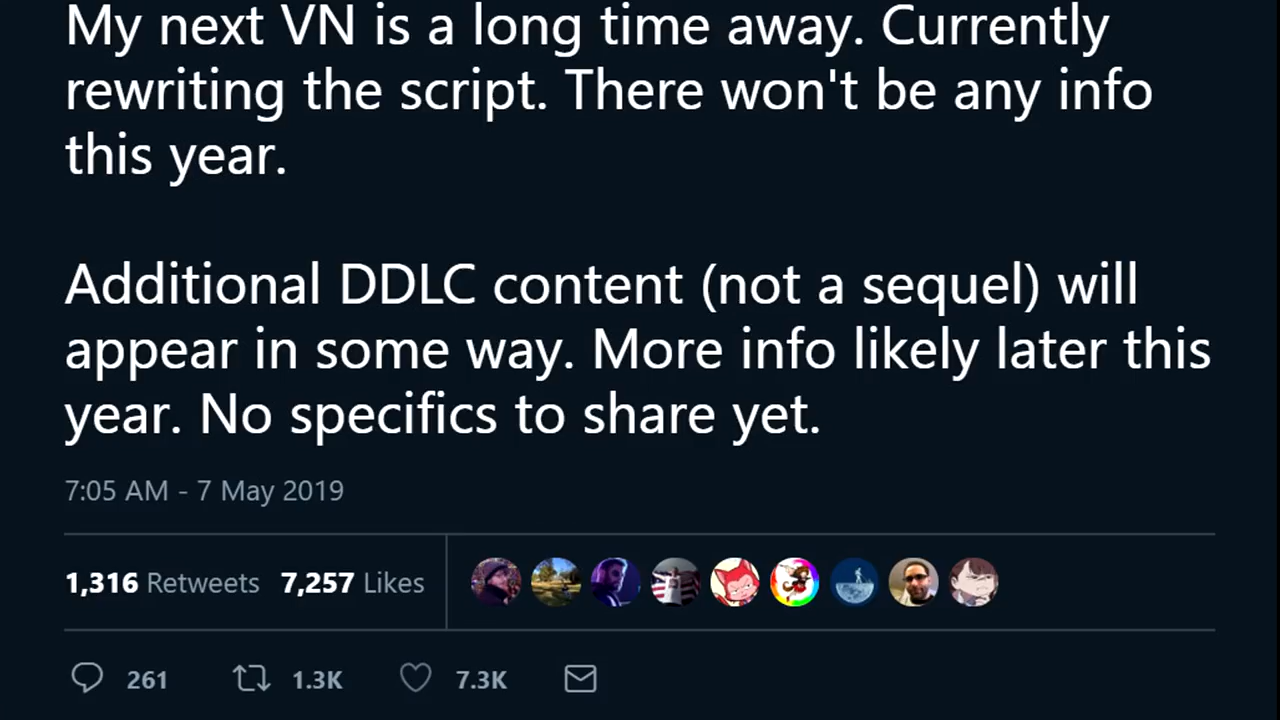 My next VN is a long time away. Currently
rewriting the script. There won't be any info
this year.
Additional DDLC content (not a sequel) will
appear in some way. More info likely later this
year. No specifics to share yet.
7:05 AM - 7 May 2019
1,316 Retweets 7,257 Likes
261 1.3K 7.3K